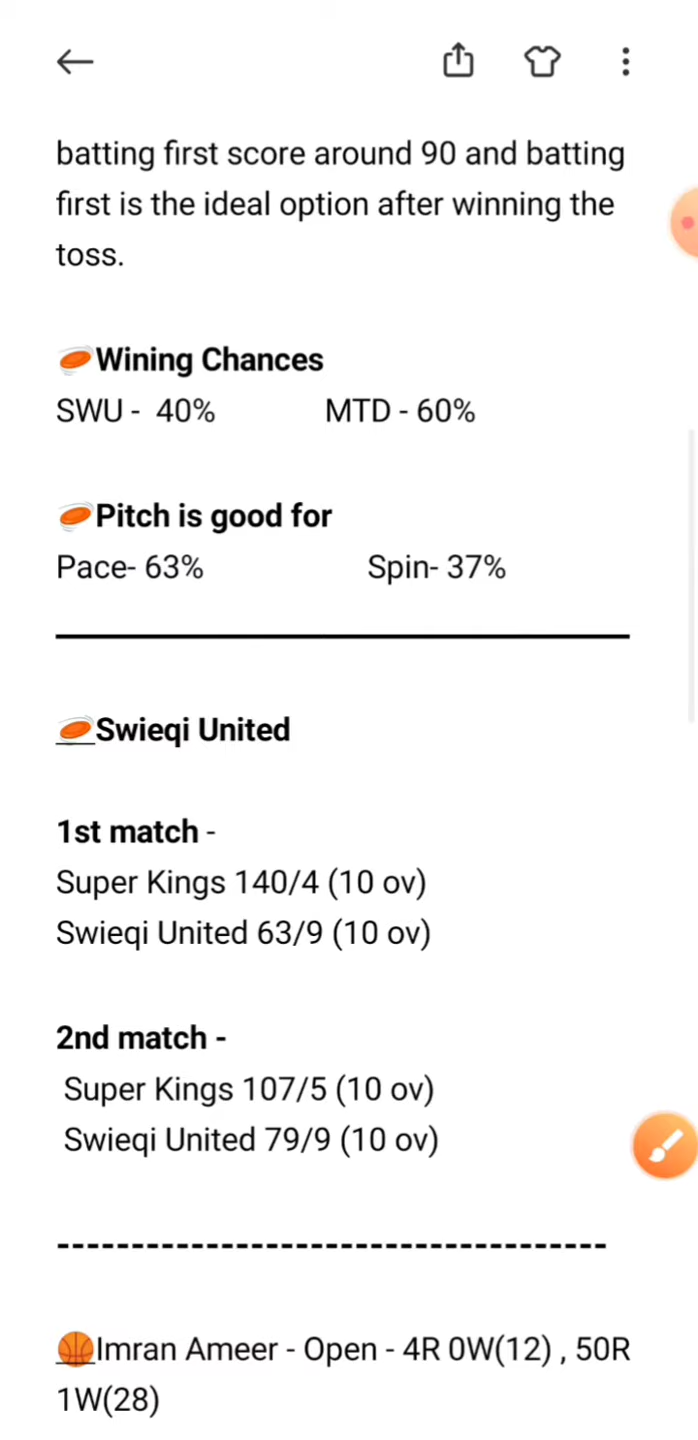 batting first score around 90 and batting
first is the ideal option after winning the
toss.
Wining Chances
SWU - 40% MTD - 60%
Pitch is good for
Pace- 63% Spin- 37%
Swieqi United
1st match -
Super Kings 140/4 (10 ov)
Swieqi United 63/9 (10 ov)
2nd match -
Super Kings 107/5 (10 ov)
Swieqi United 79/9 (10 ov)
------------------------------------
Imran Ameer - Open - 4R 0W(12) , 50R
1W(28)